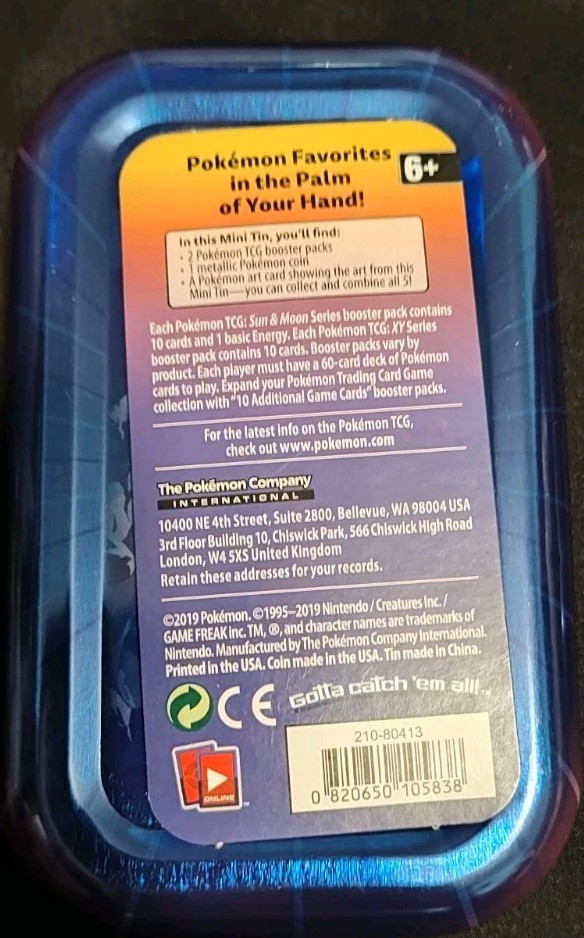 Pokémon Favorites
in the Palm
of Your Hand!
6+
In this Mini Tin, you'll find:
• 2 Pokémon TCG booster packs
• 1 metallic Pokémon coin
• A Pokémon art card showing the art from this
Mini Tin—you can collect and combine all 5!
Each Pokémon TCG: Sun & Moon Series booster pack contains
10 cards and 1 basic Energy. Each Pokémon TCG: XY Series
booster pack contains 10 cards. Booster packs vary by
product. Each player must have a 60-card deck of Pokémon
cards to play. Expand your Pokémon Trading Card Game
collection with "10 Additional Game Cards" booster packs.
For the latest info on the Pokémon TCG,
check out www.pokemon.com
The Pokémon Company
INTERNATIONAL
10400 NE 4th Street, Suite 2800, Bellevue, WA 98004 USA
3rd Floor Building 10, Chiswick Park, 566 Chiswick High Road
London, W4 5XS United Kingdom
Retain these addresses for your records.
©2019 Pokémon. ©1995–2019 Nintendo / Creatures Inc. /
GAME FREAK Inc. TM, ®, and character names are trademarks of
Nintendo. Manufactured by The Pokémon Company International.
Printed in the USA. Coin made in the USA. Tin made in China.
CE Gotta catch 'em all!™
ONLINE™
210-80413
0 820650 105838